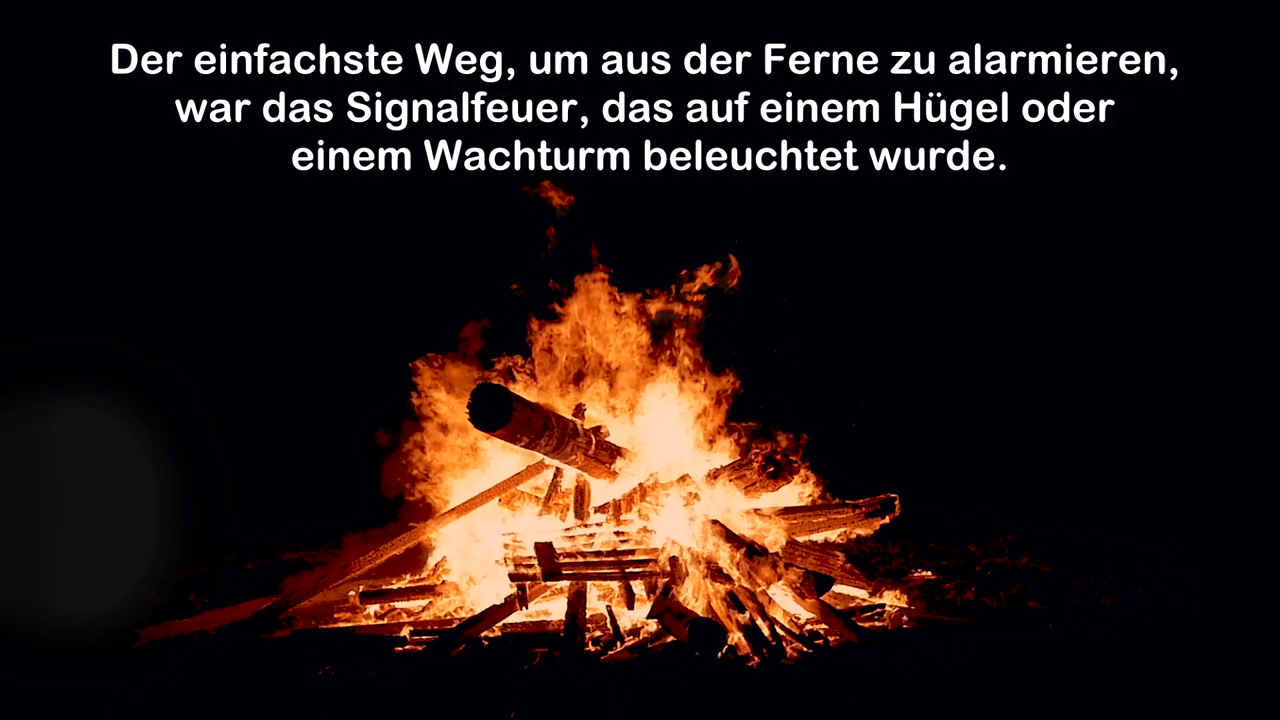 Der einfachste Weg, um aus der Ferne zu alarmieren,
war das Signalfeuer, das auf einem Hügel oder
einem Wachturm beleuchtet wurde.